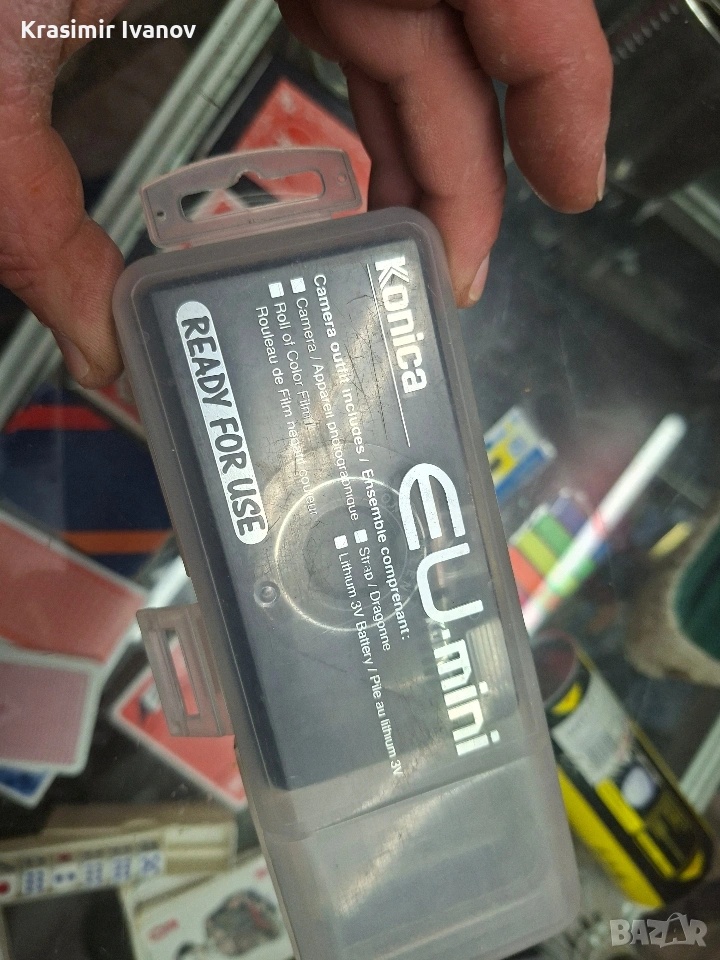 Krasimir Ivanov
Konica
EU-mini
Camera outfit includes / Ensemble comprenant:
Camera / Appareil photographique
Strap / Dragonne
Roll of Color Film /
Rouleau de Film négatif couleur
Lithium 3V Battery / Pile au lithium 3V
READY FOR USE
BAZAR